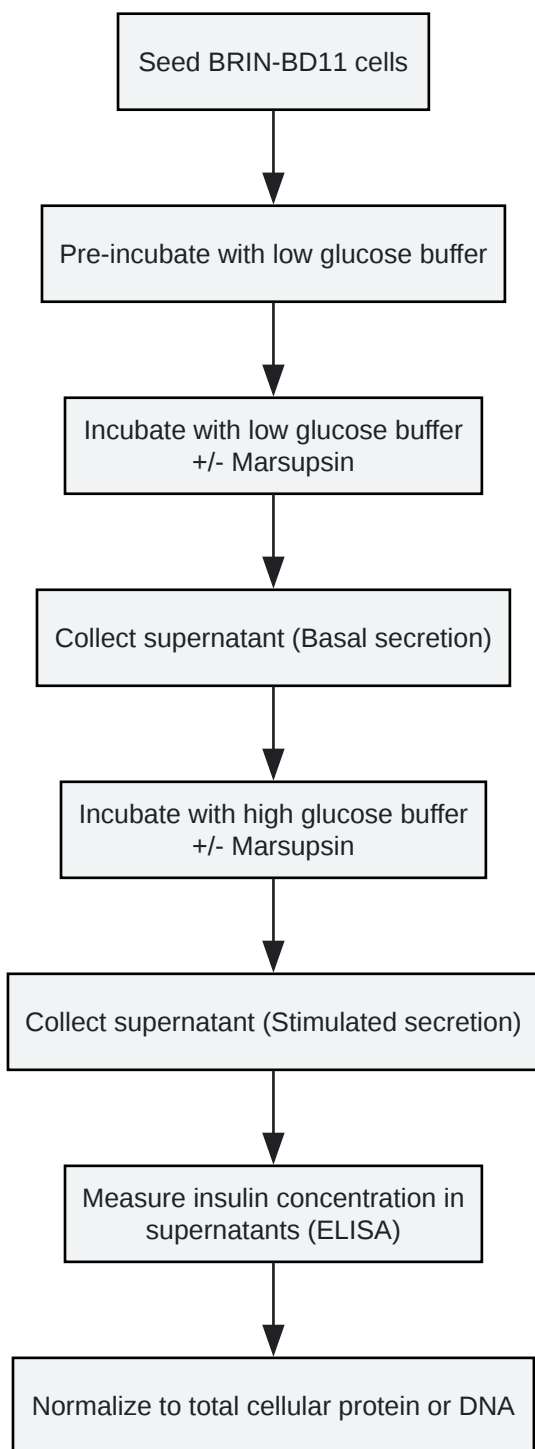 Seed BRIN-BD11 cells
Pre-incubate with low glucose buffer
Incubate with low glucose buffer
+/- Marsupsin
Collect supernatant (Basal secretion)
Incubate with high glucose buffer
+/- Marsupsin
Collect supernatant (Stimulated secretion)
Measure insulin concentration in
supernatants (ELISA)
Normalize to total cellular protein or DNA